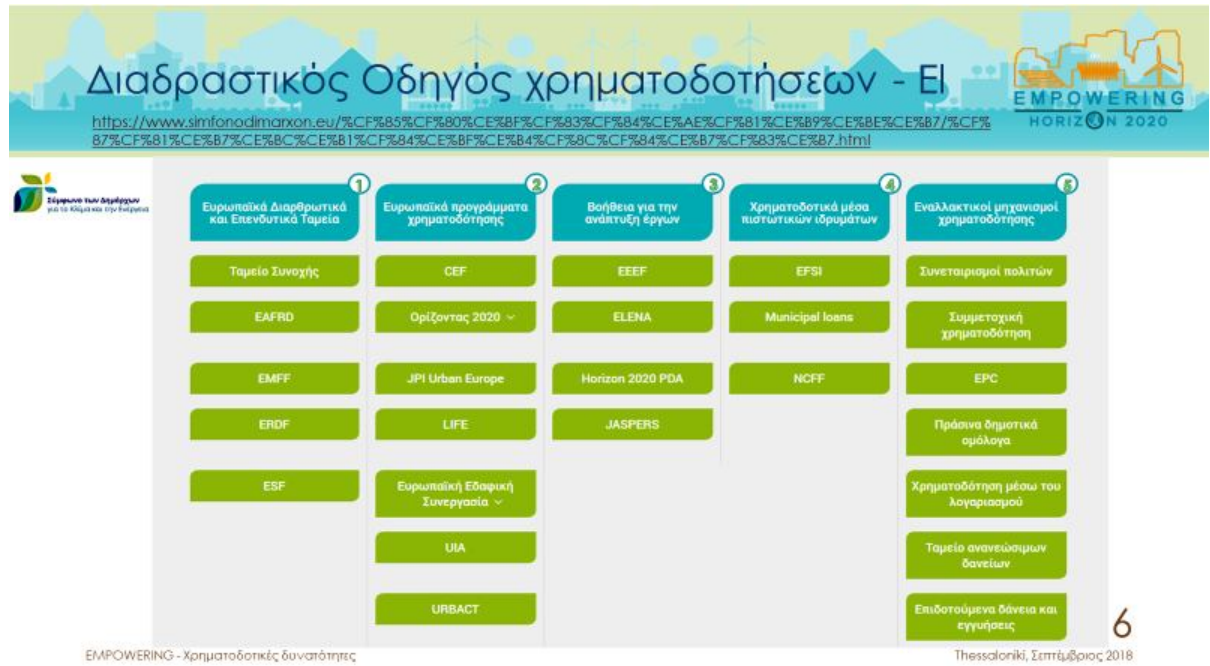 Διαδραστικός Οδηγός χρηματοδοτήσεων - El
EMPOWERING
HORIZON 2020
https://www.simfonodimarxon.eu/%CF%85%CF%80%CE%BF%CF%83%CF%84%CE%AE%CF%81%CE%B9%CE%BE%CE%B7/%CF%
87%CF%81%CE%B7%CE%BC%CE%B1%CF%84%CE%BF%CE%B4%CF%8C%CF%84%CE%B7%CF%83%CE%B7.html
Σύμφωνο των Δημάρχων
για το Κλίμα και την Ενέργεια
1
Ευρωπαϊκά Διαρθρωτικά
και Επενδυτικά Ταμεία
Ταμείο Συνοχής
EAFRD
EMFF
ERDF
ESF
2
Ευρωπαϊκά προγράμματα
χρηματοδότησης
CEF
Ορίζοντας 2020
JPI Urban Europe
LIFE
Ευρωπαϊκή Εδαφική
Συνεργασία
UIA
URBACT
3
Βοήθεια για την
ανάπτυξη έργων
EEEF
ELENA
Horizon 2020 PDA
JASPERS
4
Χρηματοδοτικά μέσα
πιστωτικών ιδρυμάτων
EFSI
Municipal loans
NCFF
5
Εναλλακτικοί μηχανισμοί
χρηματοδότησης
Συνεταιρισμοί πολιτών
Συμμετοχική
χρηματοδότηση
EPC
Πράσινα δημοτικά
ομόλογα
Χρηματοδότηση μέσω του
λογαριασμού
Ταμείο ανανεώσιμων
δανείων
Επιδοτούμενα δάνεια και
εγγυήσεις
6
EMPOWERING - Χρηματοδοτικές δυνατότητες
Thessaloniki, Σεπτέμβριος 2018